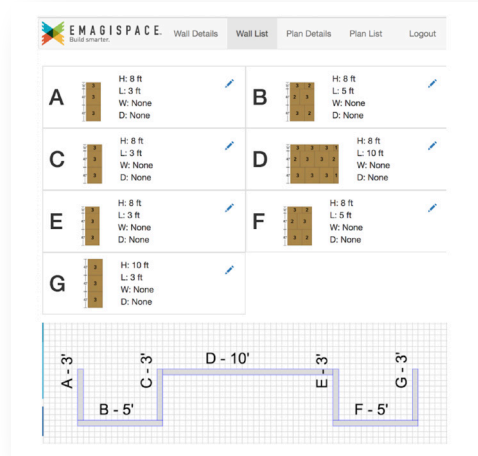 EMAGISPACE.
Build smarter.
Wall Details
Wall List
Plan Details
Plan List
Logout
A
H: 8 ft
L: 3 ft
W: None
D: None
B
H: 8 ft
L: 5 ft
W: None
D: None
C
H: 8 ft
L: 3 ft
W: None
D: None
D
H: 8 ft
L: 10 ft
W: None
D: None
E
H: 8 ft
L: 3 ft
W: None
D: None
F
H: 8 ft
L: 5 ft
W: None
D: None
G
H: 10 ft
L: 3 ft
W: None
D: None
A - 3'
B - 5'
C - 3'
D - 10'
E - 3'
F - 5'
G - 3'